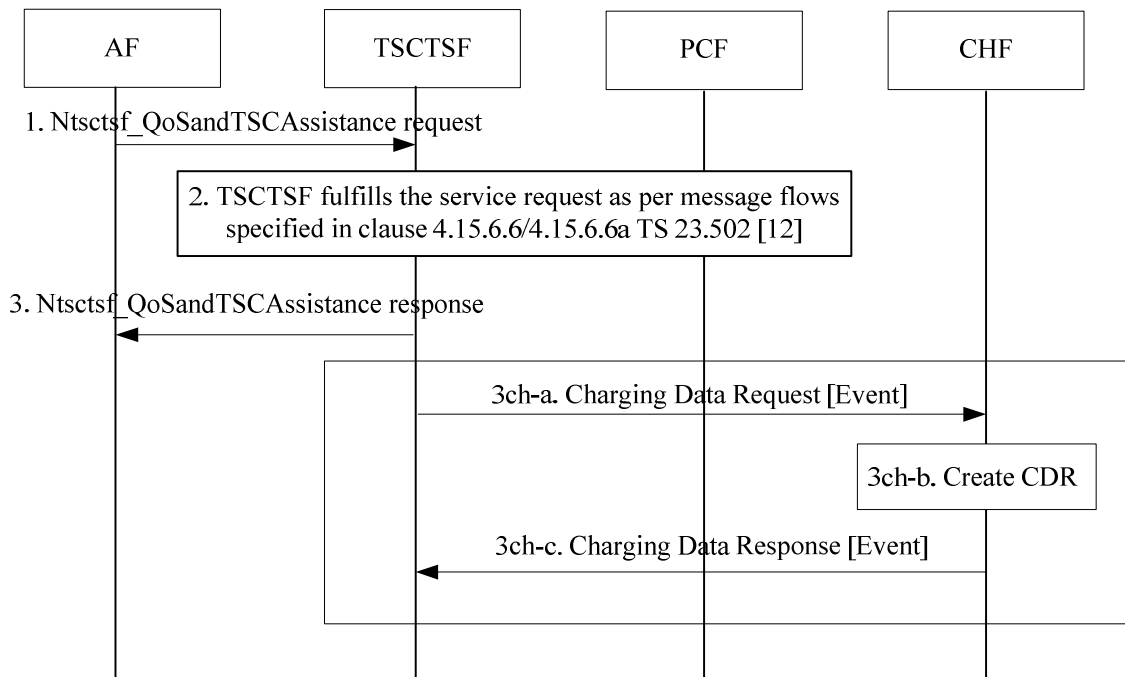 AF
TSCTSF
PCF
CHF
1. Ntsctsf_QoSandTSCAssistance request
2. TSCTSF fulfills the service request as per message flows
specified in clause 4.15.6.6/4.15.6.6a TS 23.502 [12]
3. Ntsctsf_QoSandTSCAssistance response
3ch-a. Charging Data Request [Event]
3ch-b. Create CDR
3ch-c. Charging Data Response [Event]